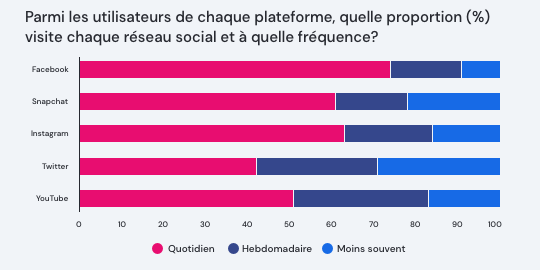 Parmi les utilisateurs de chaque plateforme, quelle proportion (%)
visite chaque réseau social et à quelle fréquence?
Facebook
Snapchat
Instagram
Twitter
YouTube
0 10 20 30 40 50 60 70 80 90 100
Quotidien Hebdomadaire Moins souvent